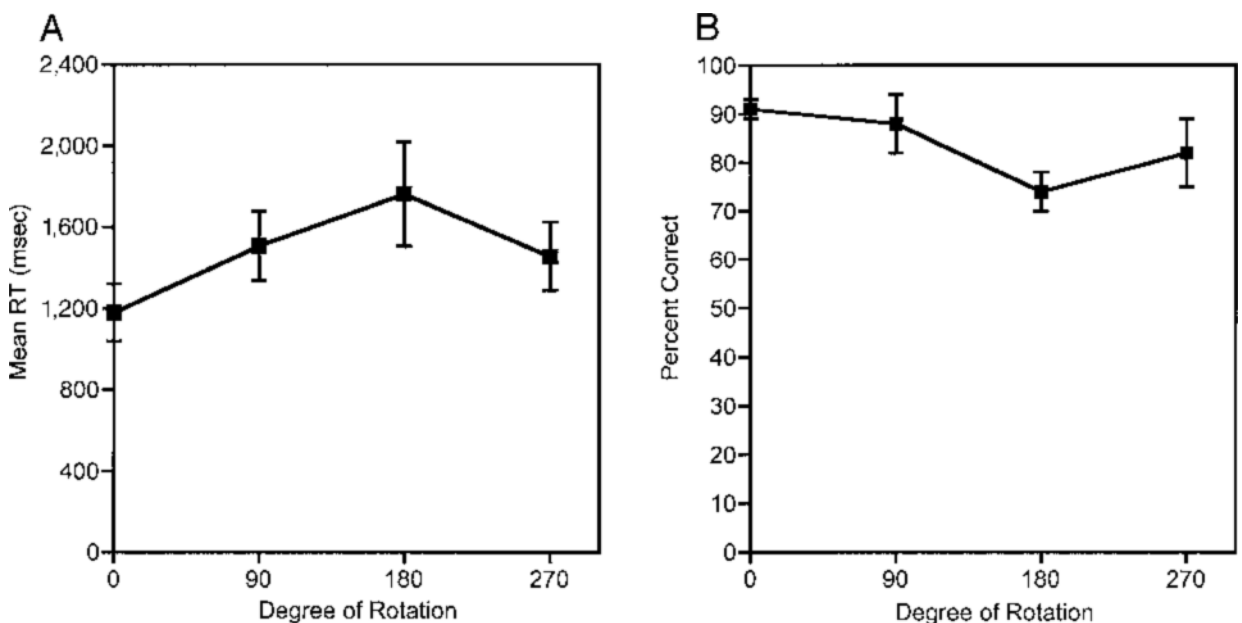 A
2,400
2,000
1,600
1,200
800
400
0
Mean RT (msec)
0 90 180 270
Degree of Rotation
B
100
90
80
70
60
50
40
30
20
10
0
Percent Correct
0 90 180 270
Degree of Rotation